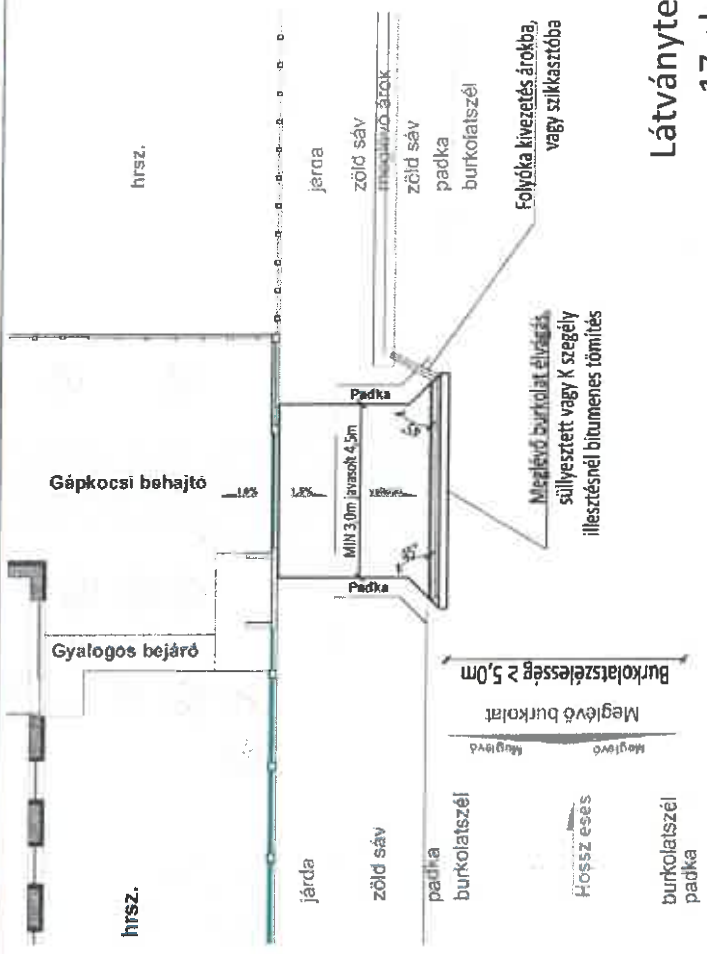 hrsz.
hrsz.
Gépkocsi behajtó
Gyalogos bejáró
járda
zöld sáv
meglévő árok
zöld sáv
padka
burkolatszél
Padka
Padka
MIN 3,0m javasolt 4,5m
Folyóka kivezetés árokba,
vagy szikkasztóba
Meglévő burkolat élvágás,
süllyesztett vagy K szegély
illesztésnél bitumenes tömítés
járda
zöld sáv
padka
burkolatszél
Hossz esés
burkolatszél
padka
Meglévő
Meglévő
Meglévő burkolat
Burkolatszélesség ≥ 5,0m
Látványte